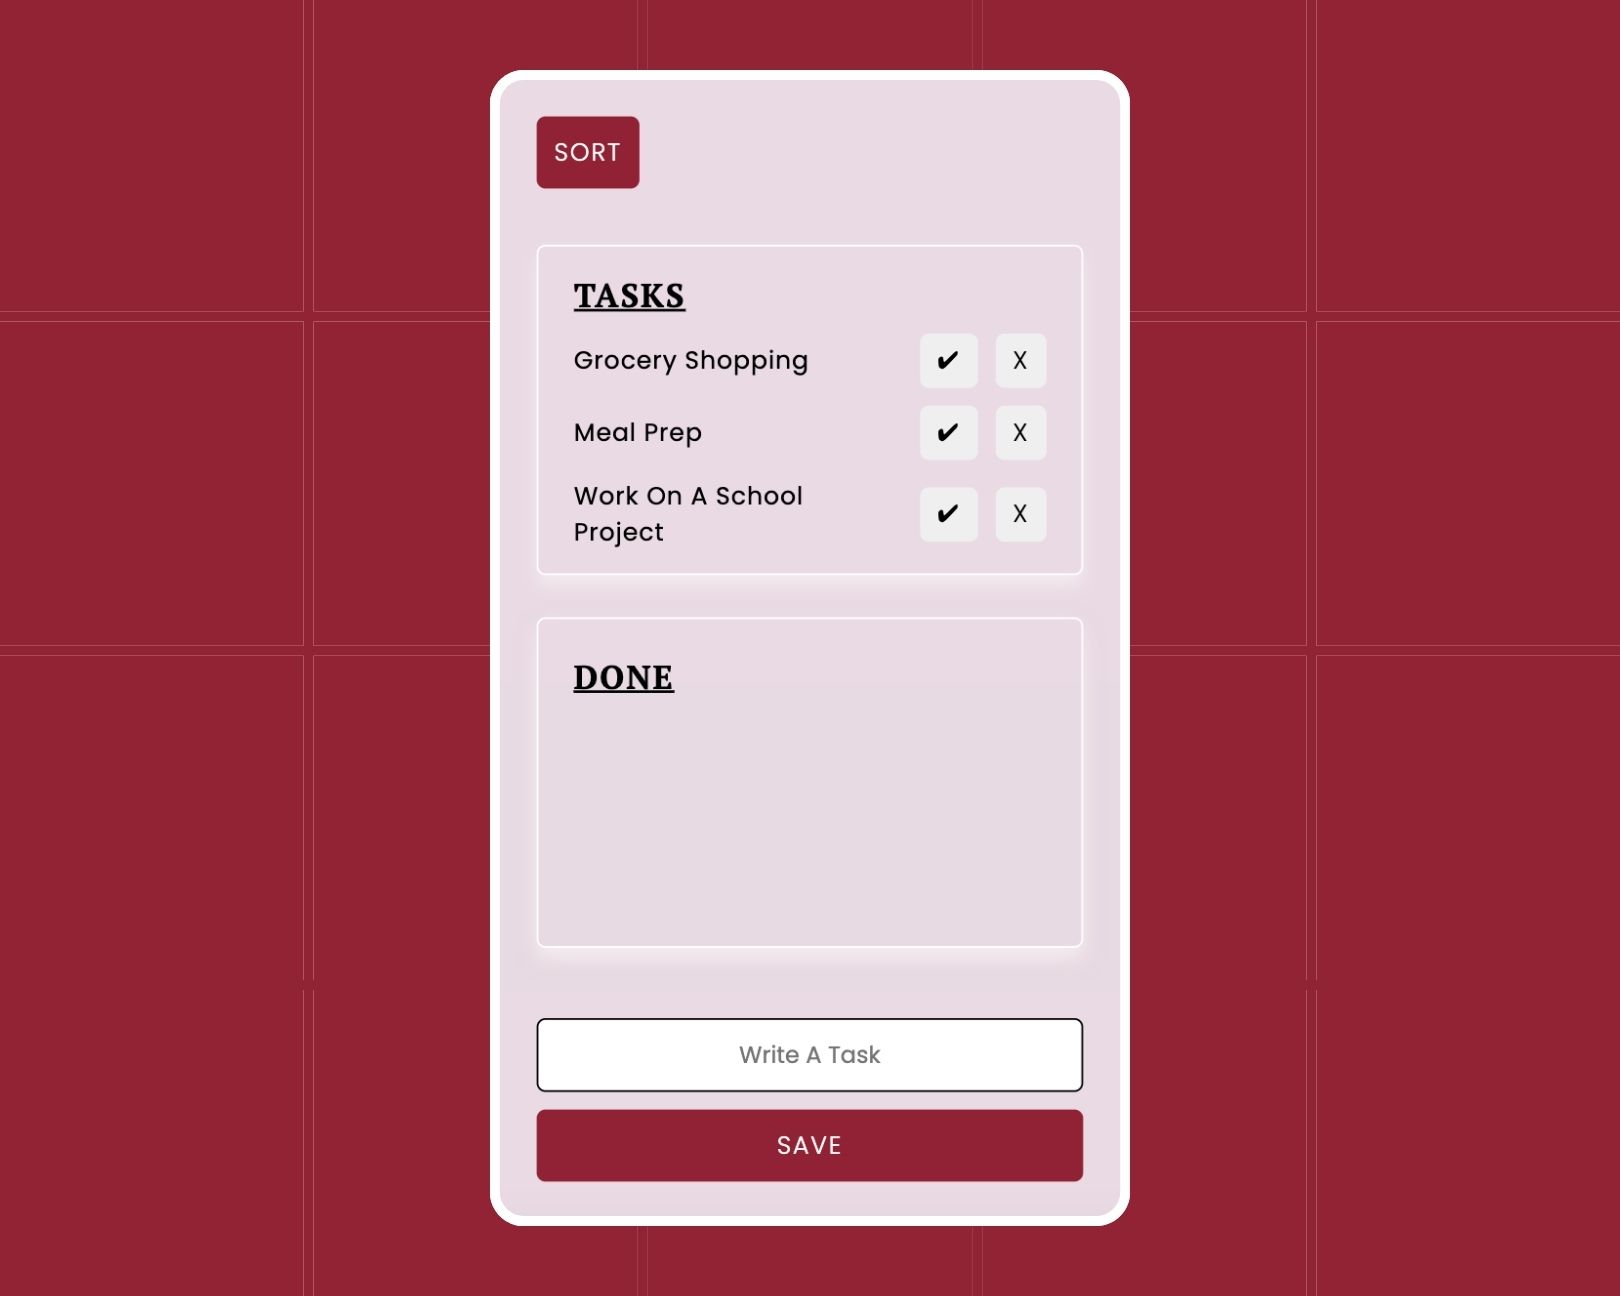 SORT
TASKS
Grocery Shopping ✔ X
Meal Prep ✔ X
Work On A School
Project ✔ X
DONE
Write A Task
SAVE